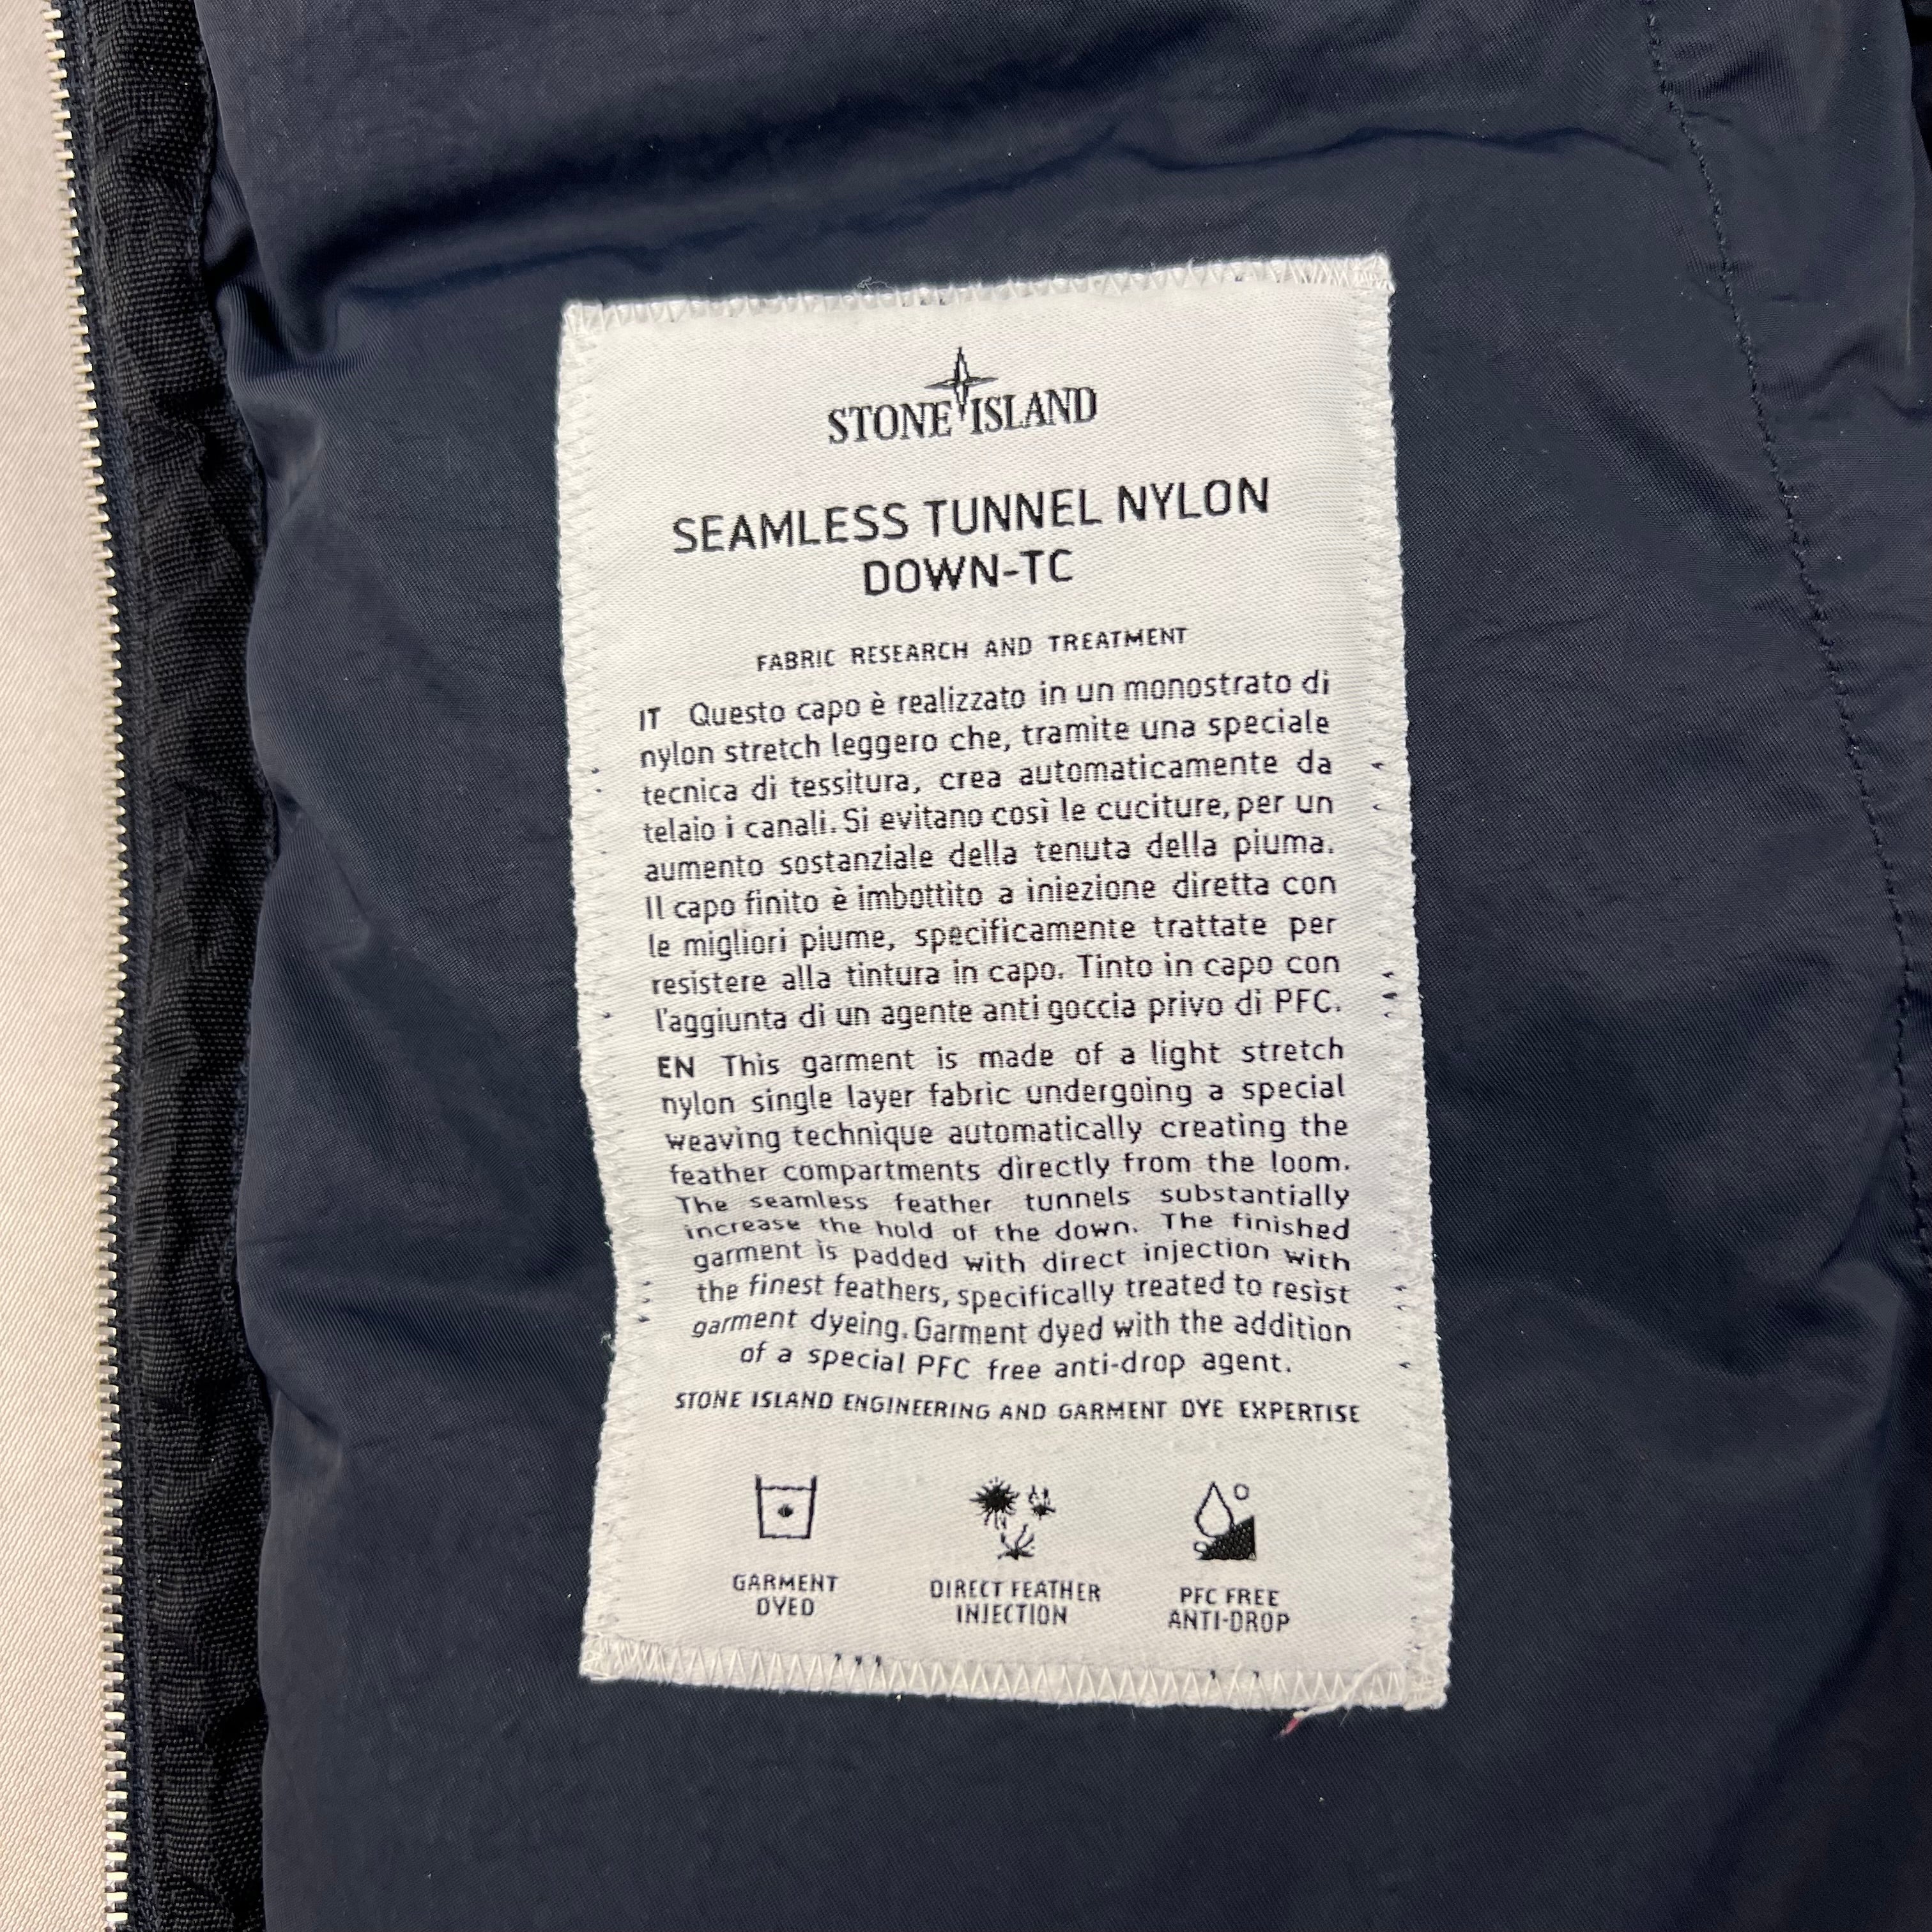 STONE ISLAND
SEAMLESS TUNNEL NYLON
DOWN-TC
FABRIC RESEARCH AND TREATMENT
IT Questo capo è realizzato in un monostrato di
nylon stretch leggero che, tramite una speciale
tecnica di tessitura, crea automaticamente da
telaio i canali. Si evitano così le cuciture, per un
aumento sostanziale della tenuta della piuma.
Il capo finito è imbottito a iniezione diretta con
le migliori piume, specificamente trattate per
resistere alla tintura in capo. Tinto in capo con
l'aggiunta di un agente anti goccia privo di PFC.
EN This garment is made of a light stretch
nylon single layer fabric undergoing a special
weaving technique automatically creating the
feather compartments directly from the loom.
The seamless feather tunnels substantially
increase the hold of the down. The finished
garment is padded with direct injection with
the finest feathers, specifically treated to resist
garment dyeing. Garment dyed with the addition
of a special PFC free anti-drop agent.
STONE ISLAND ENGINEERING AND GARMENT DYE EXPERTISE
GARMENT
DYED
DIRECT FEATHER
INJECTION
PFC FREE
ANTI-DROP